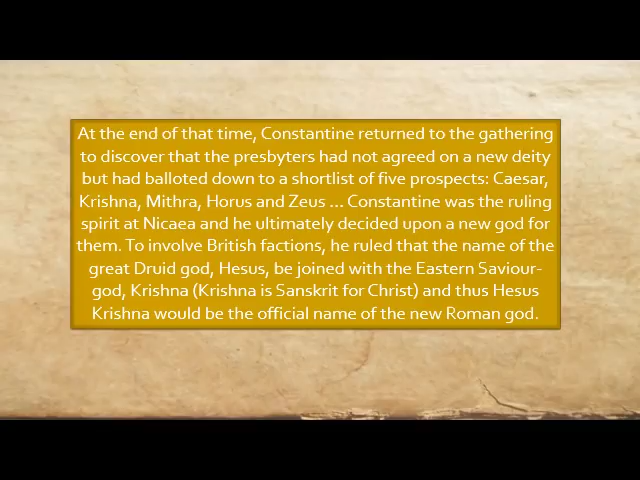 At the end of that time, Constantine returned to the gathering
to discover that the presbyters had not agreed on a new deity
but had balloted down to a shortlist of five prospects: Caesar,
Krishna, Mithra, Horus and Zeus ... Constantine was the ruling
spirit at Nicaea and he ultimately decided upon a new god for
them. To involve British factions, he ruled that the name of the
great Druid god, Hesus, be joined with the Eastern Saviour-
god, Krishna (Krishna is Sanskrit for Christ) and thus Hesus
Krishna would be the official name of the new Roman god.